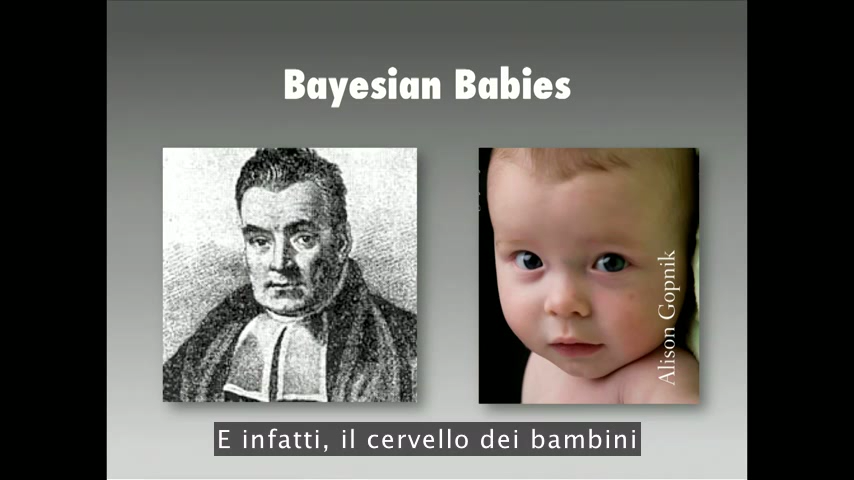 Bayesian Babies
Alison Gopnik
E infatti, il cervello dei bambini